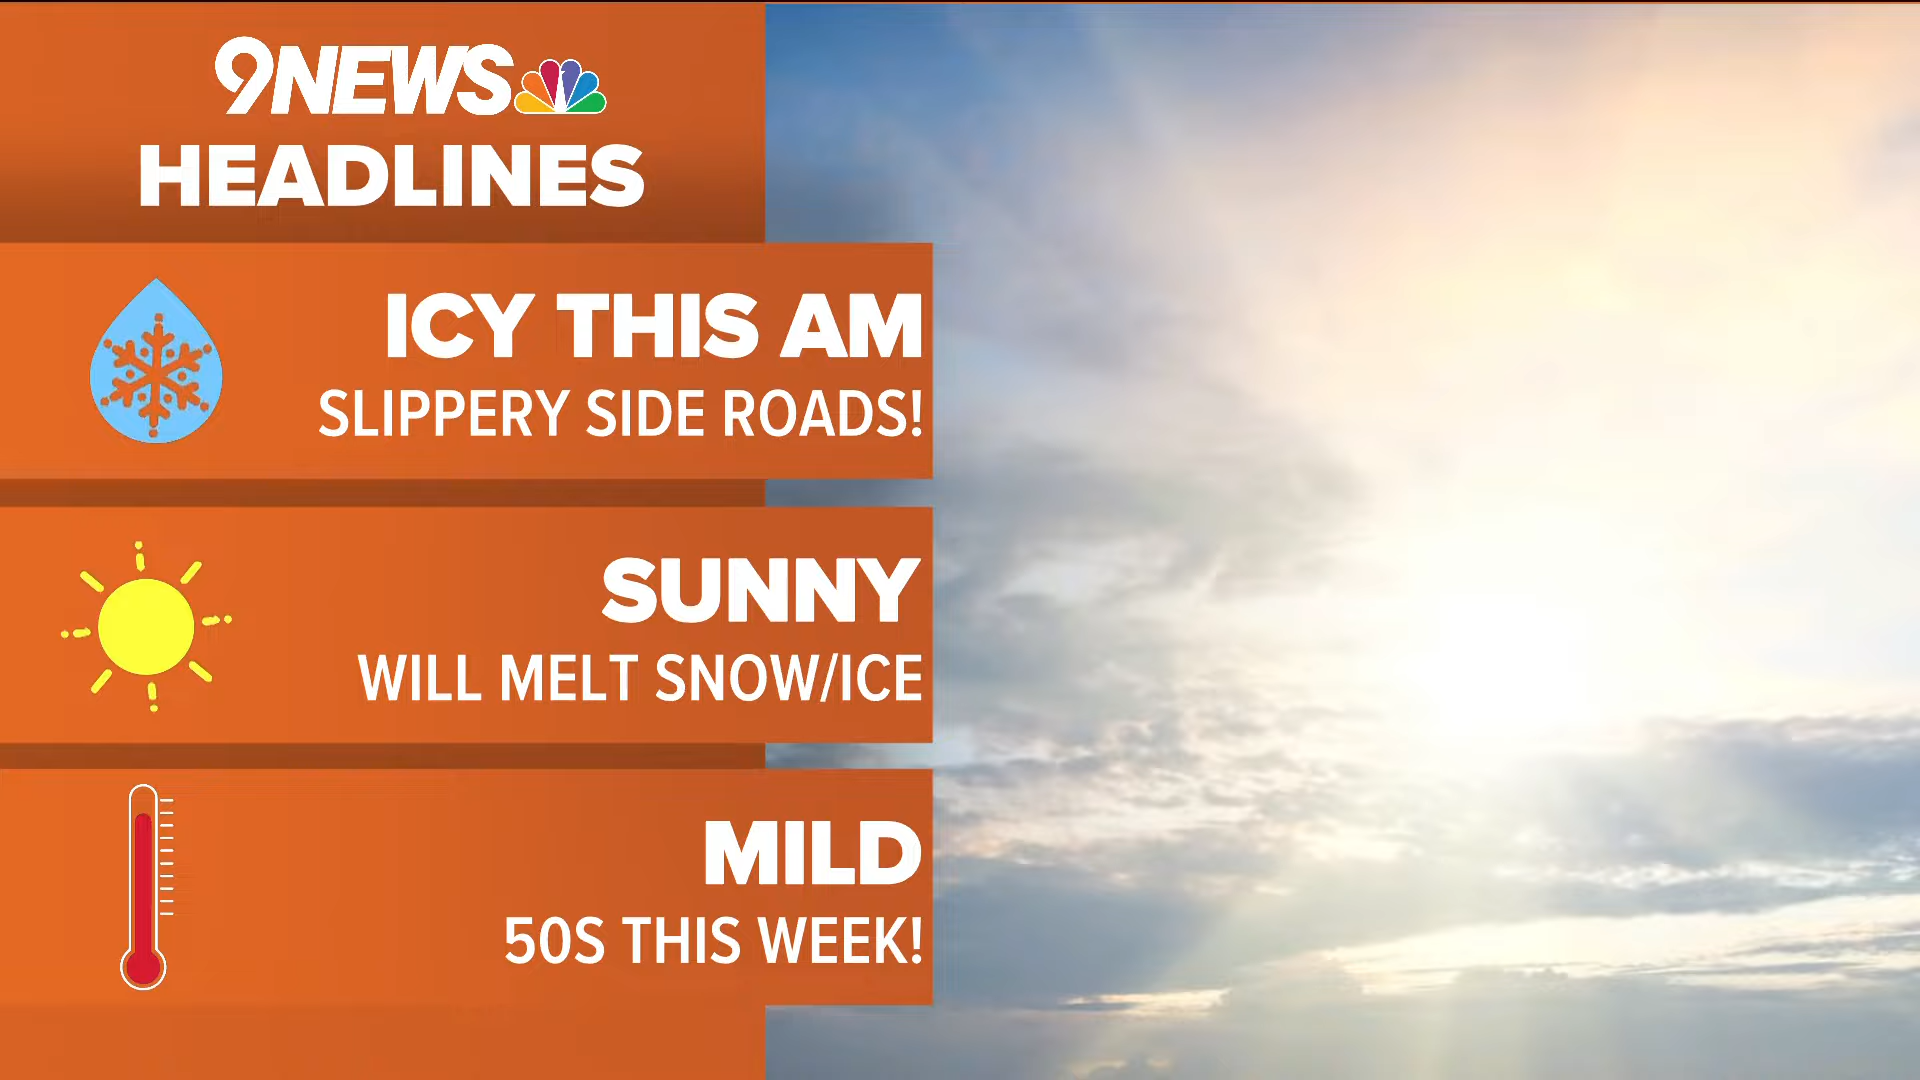 9NEWS
HEADLINES
ICY THIS AM
SLIPPERY SIDE ROADS!
SUNNY
WILL MELT SNOW/ICE
MILD
50S THIS WEEK!